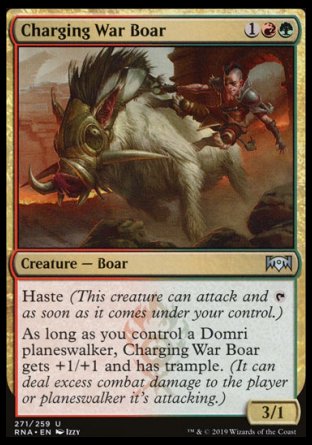 Charging War Boar 1
Creature — Boar
Haste (This creature can attack and
as soon as it comes under your control.)
As long as you control a Domri
planeswalker, Charging War Boar
gets +1/+1 and has trample. (It can
deal excess combat damage to the player
or planeswalker it's attacking.)
271/259 U
RNA • EN Izzy
™ & © 2019 Wizards of the Coast
3/1